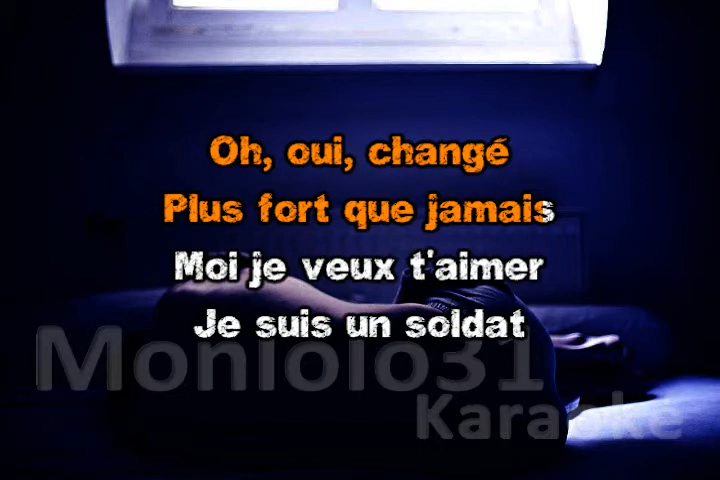 Oh, oui, changé
Plus fort que jamais
Moi je veux t'aimer
Je suis un soldat
Monlolo31
Karaoke